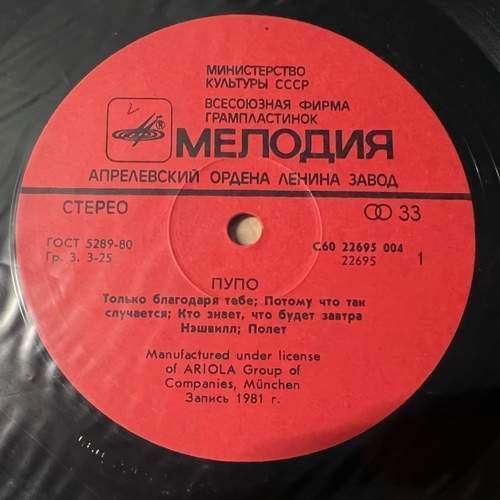 МИНИСТЕРСТВО
КУЛЬТУРЫ СССР
ВСЕСОЮЗНАЯ ФИРМА
ГРАМПЛАСТИНОК
® МЕЛОДИЯ
АПРЕЛЕВСКИЙ ОРДЕНА ЛЕНИНА ЗАВОД
СТЕРЕО 33
ГОСТ 5289-80 С60 22695 004
Гр. 3. 3-25 22695 1
ПУПО
Только благодаря тебе; Потому что так
случается; Кто знает, что будет завтра
Нэшвилл; Полет
Manufactured under license
of ARIOLA Group of
Companies, München
Запись 1981 г.